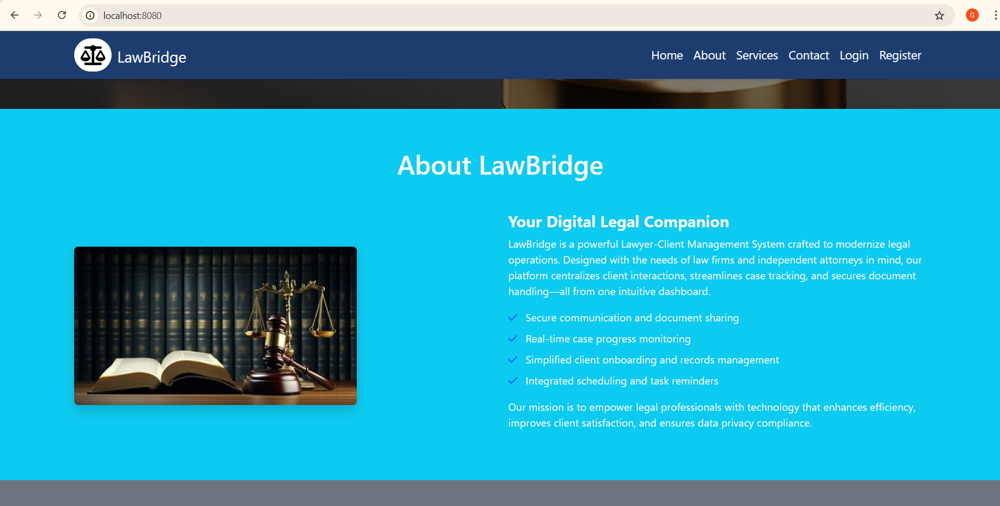 localhost:8080
G
LawBridge
Home About Services Contact Login Register
About LawBridge
Your Digital Legal Companion
LawBridge is a powerful Lawyer-Client Management System crafted to modernize legal
operations. Designed with the needs of law firms and independent attorneys in mind, our
platform centralizes client interactions, streamlines case tracking, and secures document
handling—all from one intuitive dashboard.
Secure communication and document sharing
Real-time case progress monitoring
Simplified client onboarding and records management
Integrated scheduling and task reminders
Our mission is to empower legal professionals with technology that enhances efficiency,
improves client satisfaction, and ensures data privacy compliance.